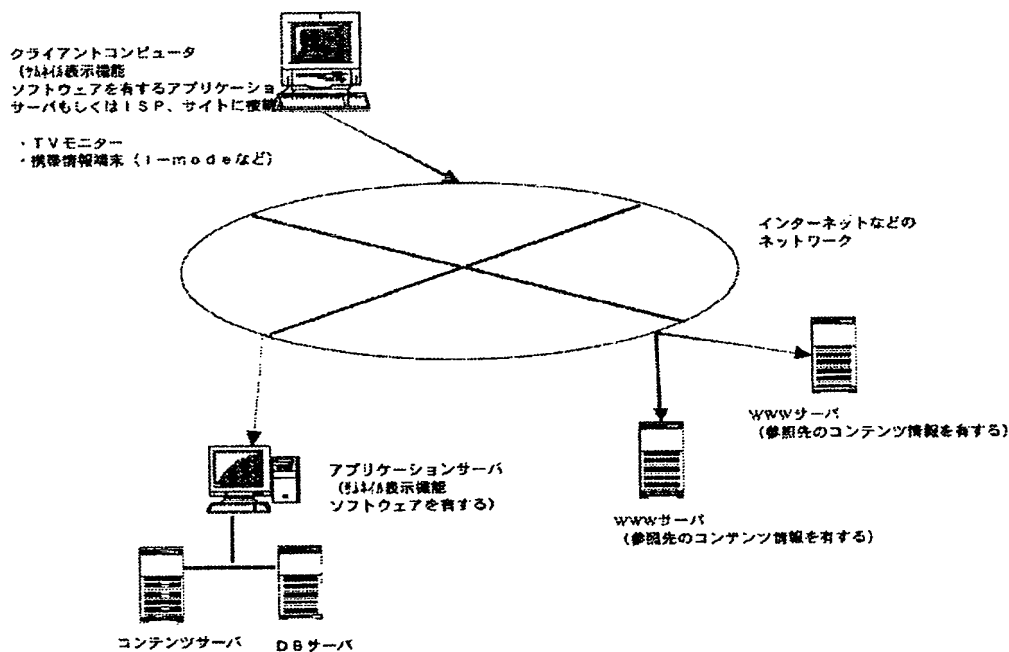 クライアントコンピュータ
（ｻﾑﾈｲﾙ表示機能
ソフトウェアを有するアプリケーショ
サーバもしくはＩＳＰ、サイトに接続
・ＴＶモニター
・携帯情報端末（ｉ－ｍｏｄｅなど）
インターネットなどの
ネットワーク
WWWサーバ
（参照先のコンテンツ情報を有する）
アプリケーションサーバ
（ｻﾑﾈｲﾙ表示機能
ソフトウェアを有する）
WWWサーバ
（参照先のコンテンツ情報を有する）
コンテンツサーバ
ＤＢサーバ